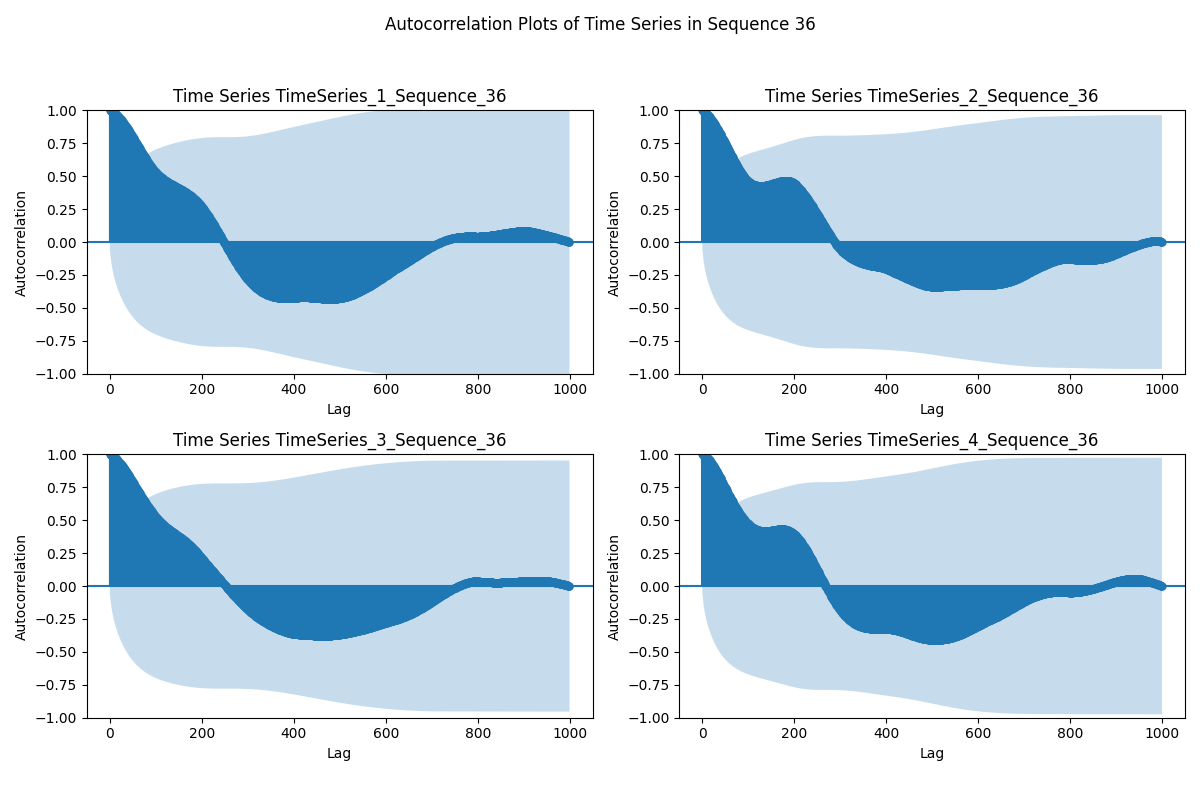 Autocorrelation Plots of Time Series in Sequence 36
Time Series TimeSeries_1_Sequence_36
Autocorrelation
1.00
0.75
0.50
0.25
0.00
−0.25
−0.50
−0.75
−1.00
0 200 400 600 800 1000
Lag
Time Series TimeSeries_2_Sequence_36
Autocorrelation
1.00
0.75
0.50
0.25
0.00
−0.25
−0.50
−0.75
−1.00
0 200 400 600 800 1000
Lag
Time Series TimeSeries_3_Sequence_36
Autocorrelation
1.00
0.75
0.50
0.25
0.00
−0.25
−0.50
−0.75
−1.00
0 200 400 600 800 1000
Lag
Time Series TimeSeries_4_Sequence_36
Autocorrelation
1.00
0.75
0.50
0.25
0.00
−0.25
−0.50
−0.75
−1.00
0 200 400 600 800 1000
Lag